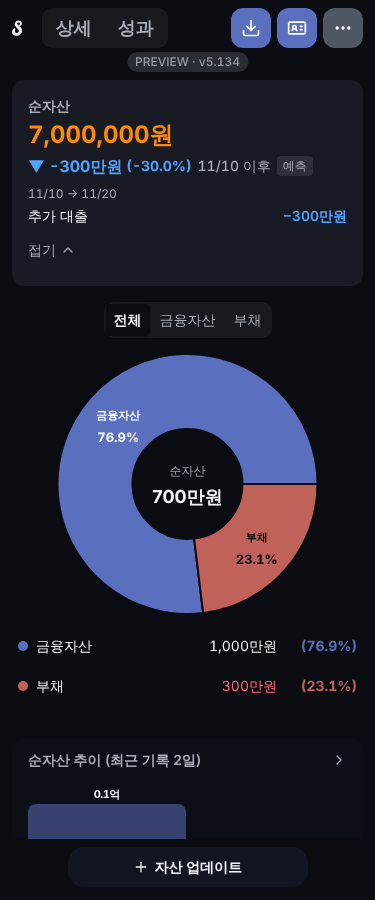 상세 성과
PREVIEW · v5.134
순자산
7,000,000원
▼ -300만원 (-30.0%) 11/10 이후 예측
11/10 → 11/20
추가 대출 −300만원
접기
전체 금융자산 부채
금융자산
76.9%
순자산
700만원
부채
23.1%
금융자산 1,000만원 (76.9%)
부채 300만원 (23.1%)
순자산 추이 (최근 기록 2일)
0.1억
+ 자산 업데이트